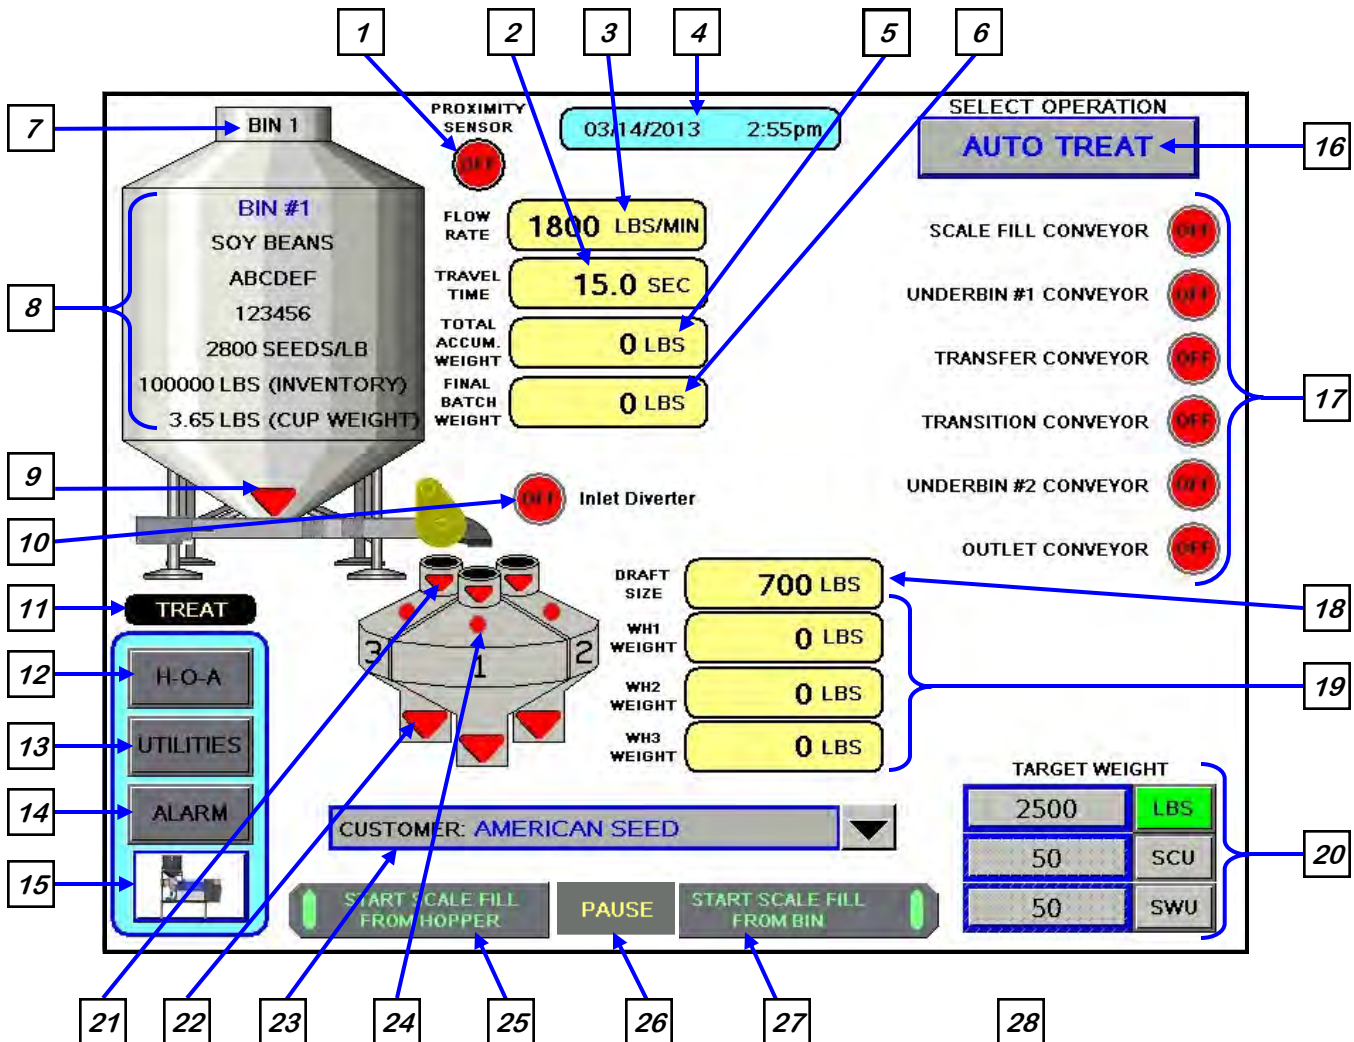 1 2 3 4 5 6
7 BIN 1
PROXIMITY
SENSOR
OFF
03/14/2013 2:55pm
SELECT OPERATION
AUTO TREAT
16
8
BIN #1
SOY BEANS
ABCDEF
123456
2800 SEEDS/LB
100000 LBS (INVENTORY)
3.65 LBS (CUP WEIGHT)
FLOW
RATE
1800 LBS/MIN
TRAVEL
TIME
15.0 SEC
TOTAL
ACCUM.
WEIGHT
0 LBS
FINAL
BATCH
WEIGHT
0 LBS
SCALE FILL CONVEYOR OFF
UNDERBIN #1 CONVEYOR OFF
TRANSFER CONVEYOR OFF
TRANSITION CONVEYOR OFF
UNDERBIN #2 CONVEYOR OFF
OUTLET CONVEYOR OFF
17
9
10
OFF Inlet Diverter
11 TREAT
12 H-O-A
13 UTILITIES
14 ALARM
15
3 1 2
DRAFT
SIZE
700 LBS
18
WH1
WEIGHT
0 LBS
WH2
WEIGHT
0 LBS
WH3
WEIGHT
0 LBS
19
TARGET WEIGHT
2500 LBS
50 SCU
50 SWU
20
CUSTOMER: AMERICAN SEED
START SCALE FILL
FROM HOPPER
PAUSE
START SCALE FILL
FROM BIN
21 22 23 24 25 26 27 28